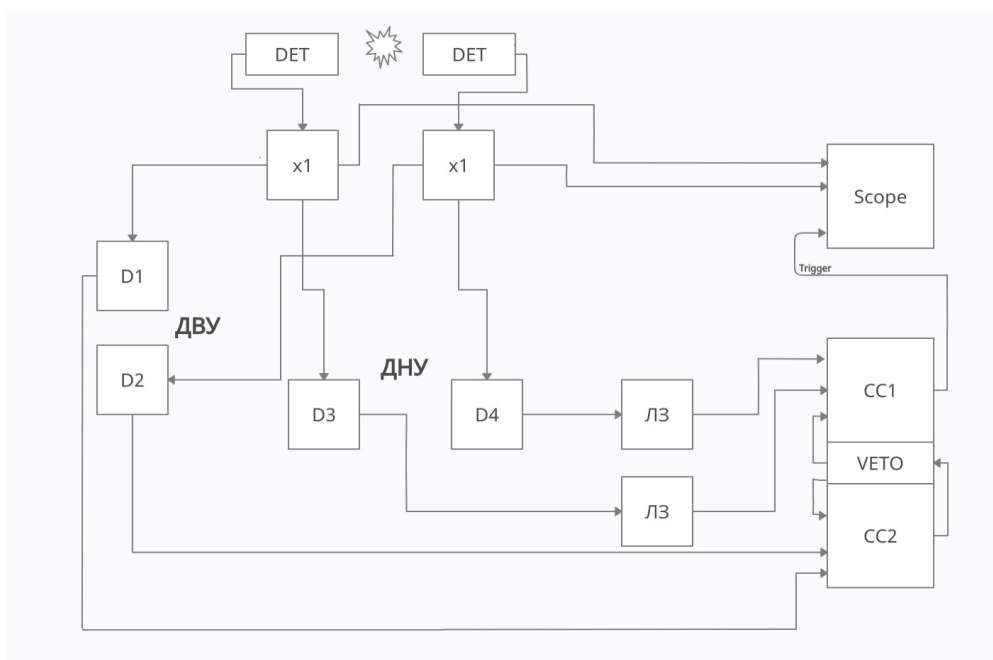 DET
DET
x1
x1
Scope
D1
Trigger
ДВУ
D2
ДНУ
D3
D4
ЛЗ
CC1
VETO
ЛЗ
CC2